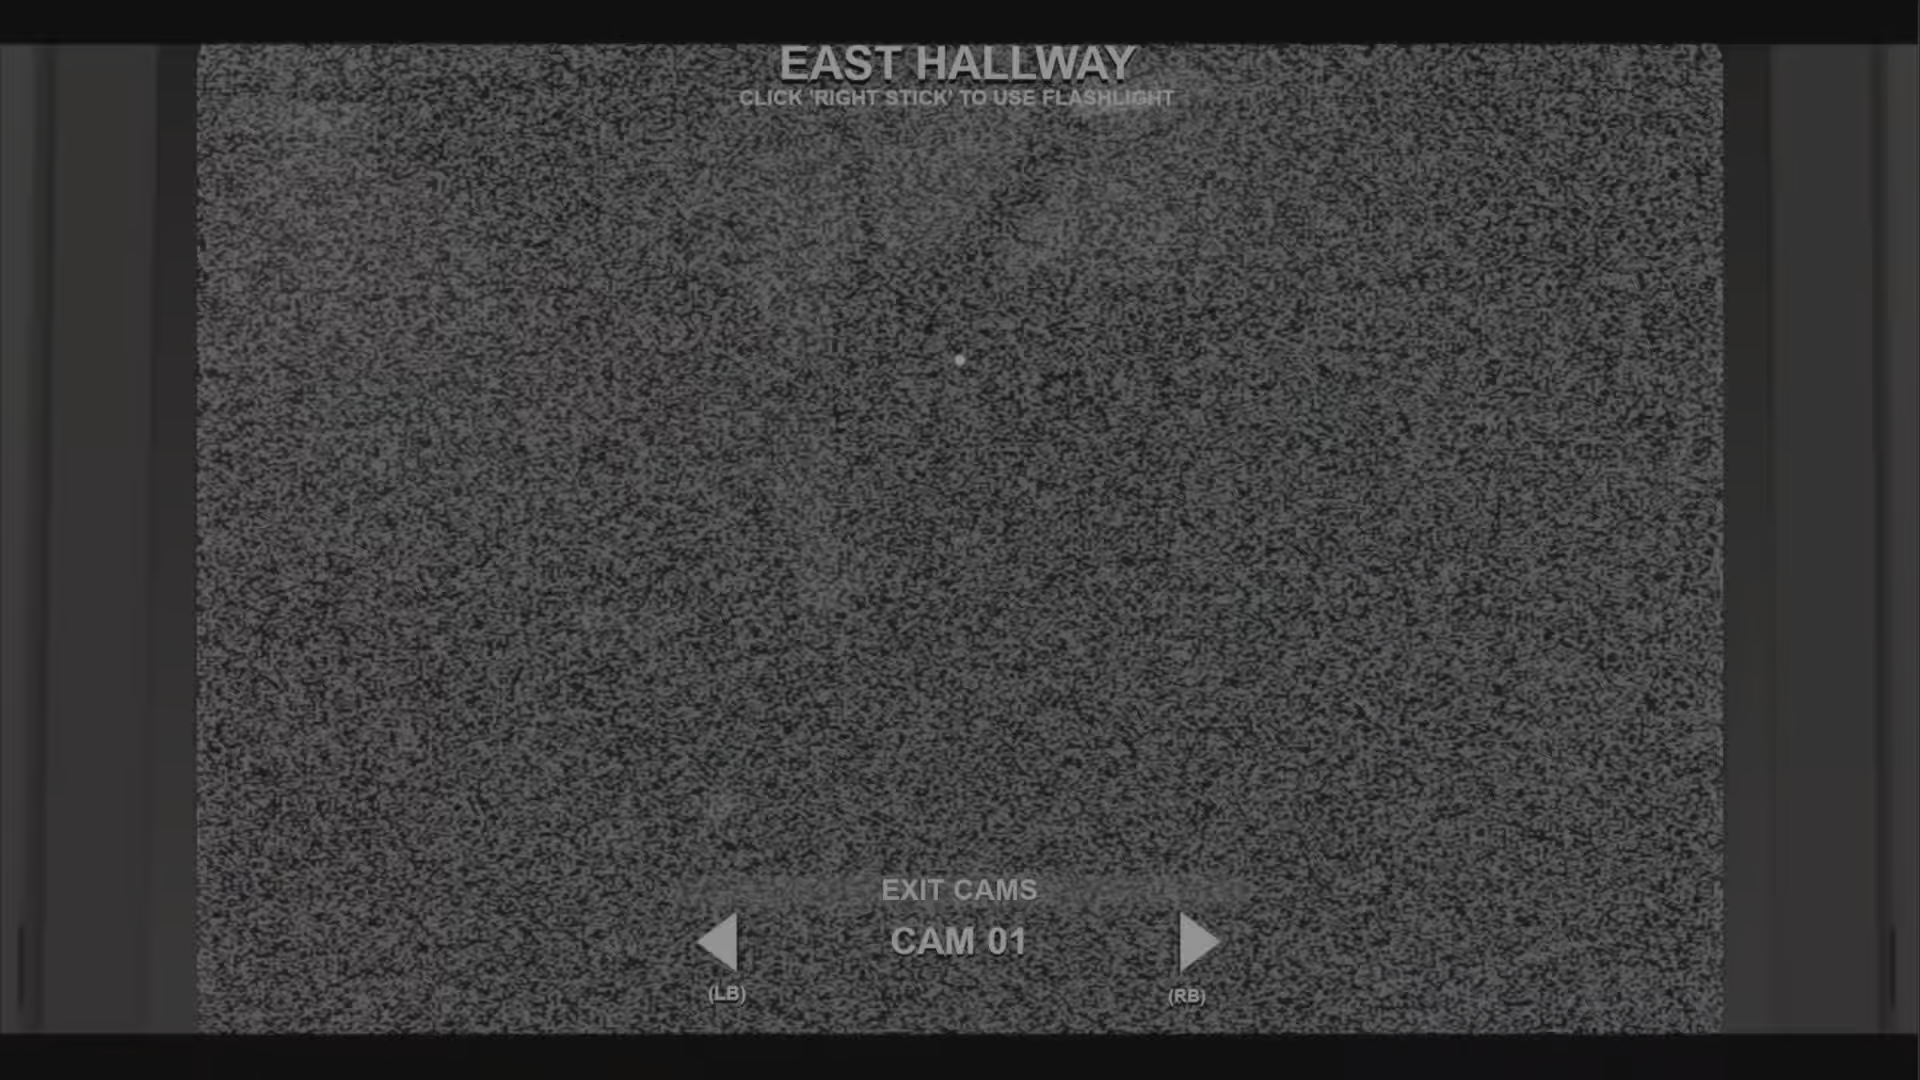 EAST HALLWAY
CLICK 'RIGHT STICK' TO USE FLASHLIGHT
EXIT CAMS
CAM 01
(LB)
(RB)